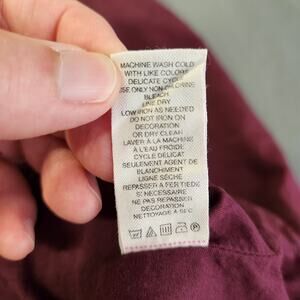 MACHINE WASH COLD
WITH LIKE COLORS
DELICATE CYCLE
USE ONLY NON-CHLORINE
BLEACH
LINE DRY
LOW IRON AS NEEDED
DO NOT IRON ON
DECORATION
OR DRY CLEAN
LAVER À LA MACHINE
À L'EAU FROIDE
CYCLE DÉLICAT
SEULEMENT AGENT DE
BLANCHIMENT
LIGNE SÈCHE
REPASSER À FER TIÈDE
SI NÉCESSAIRE
NE PAS REPASSER
DÉCORATION
NETTOYAGE À SEC